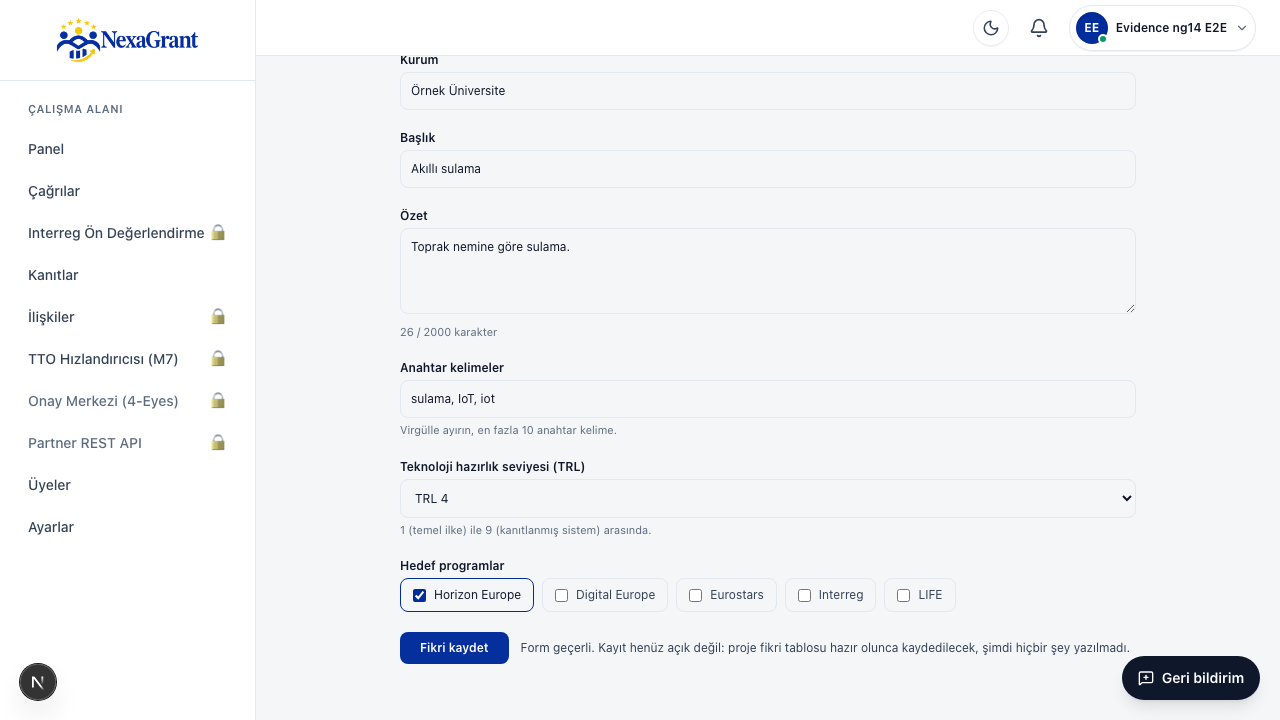 NexaGrant
EE
Evidence ng14 E2E
ÇALIŞMA ALANI
Panel
Çağrılar
Interreg Ön Değerlendirme
Kanıtlar
İlişkiler
TTO Hızlandırıcısı (M7)
Onay Merkezi (4-Eyes)
Partner REST API
Üyeler
Ayarlar
N
Kurum
Örnek Üniversite
Başlık
Akıllı sulama
Özet
Toprak nemine göre sulama.
26 / 2000 karakter
Anahtar kelimeler
sulama, IoT, iot
Virgülle ayırın, en fazla 10 anahtar kelime.
Teknoloji hazırlık seviyesi (TRL)
TRL 4
1 (temel ilke) ile 9 (kanıtlanmış sistem) arasında.
Hedef programlar
Horizon Europe
Digital Europe
Eurostars
Interreg
LIFE
Fikri kaydet
Form geçerli. Kayıt henüz açık değil: proje fikri tablosu hazır olunca kaydedilecek, şimdi hiçbir şey yazılmadı.
Geri bildirim